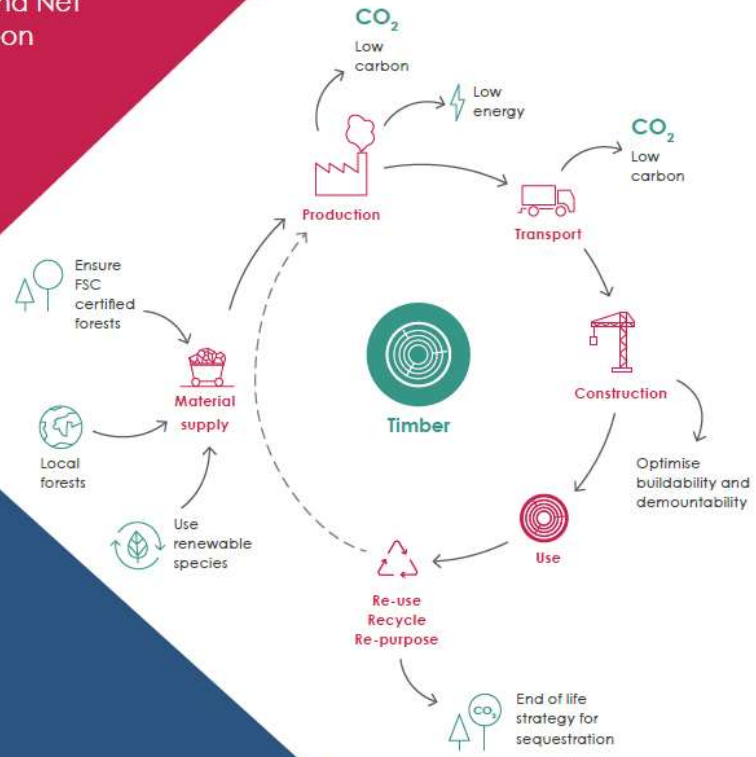 CO₂
Low
carbon
Low
energy
CO₂
Low
carbon
Production
Transport
Ensure
FSC
certified
forests
Material
supply
Construction
Timber
Local
forests
Optimise
buildability and
demountability
Use
renewable
species
Use
Re-use
Recycle
Re-purpose
CO₂
End of life
strategy for
sequestration